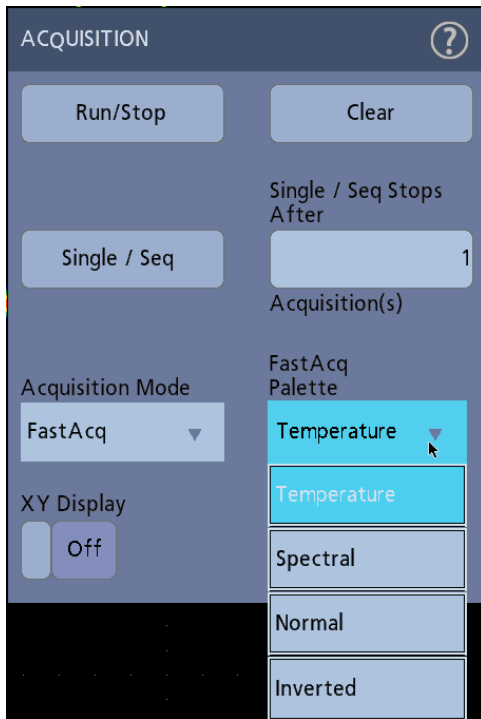 ACQUISITION
?
Run/Stop
Clear
Single / Seq Stops
After
Single / Seq
1
Acquisition(s)
FastAcq
Palette
Acquisition Mode
FastAcq
Temperature
Temperature
XY Display
Off
Spectral
Normal
Inverted